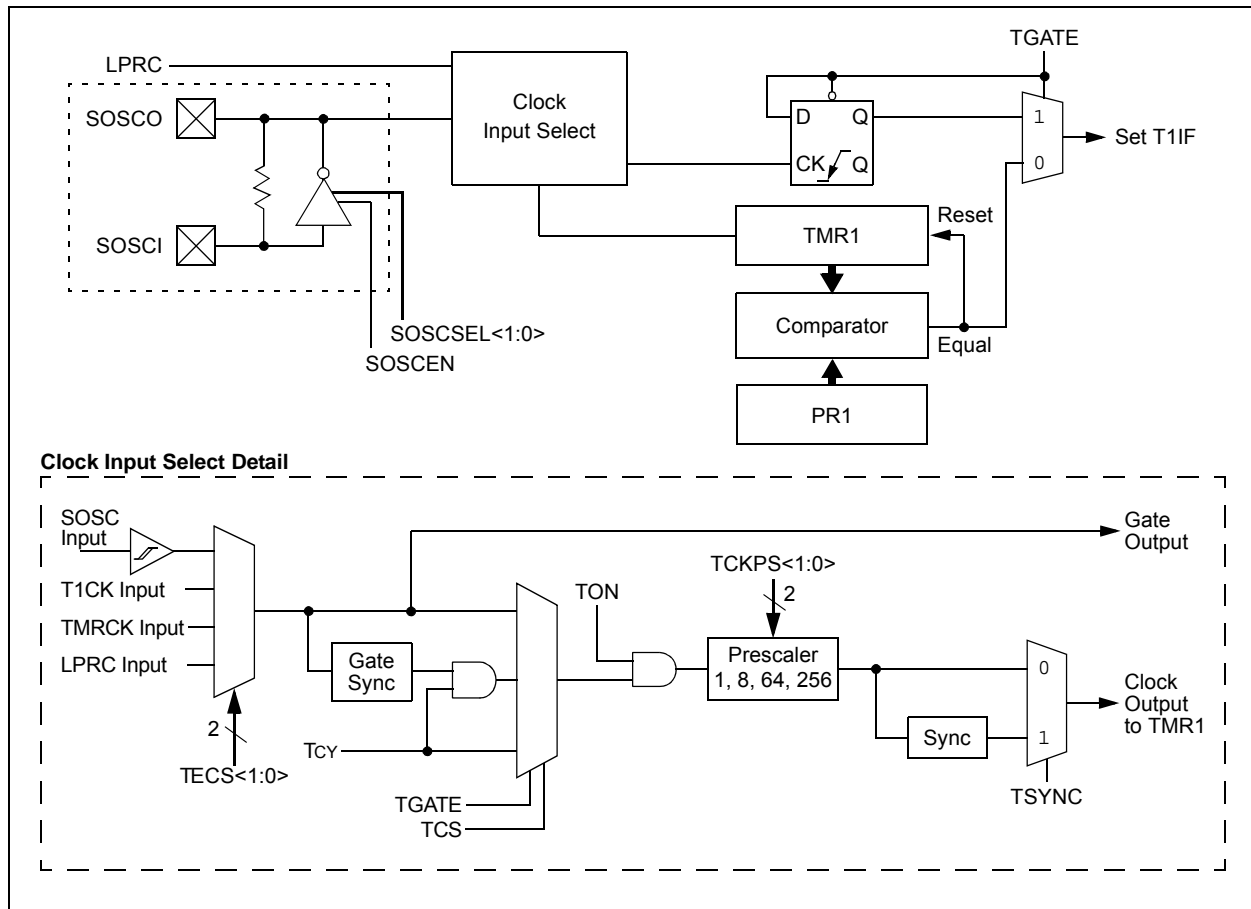 TGATE
LPRC
SOSCO
Clock
Input Select
D Q
CK Q
1
0
Set T1IF
SOSCI
TMR1
Reset
Comparator
Equal
SOSCSEL<1:0>
SOSCEN
PR1
Clock Input Select Detail
SOSC
Input
T1CK Input
TMRCK Input
LPRC Input
2
TECS<1:0>
Gate
Sync
TCY
TGATE
TCS
TON
TCKPS<1:0>
2
Prescaler
1, 8, 64, 256
Sync
0
1
TSYNC
Gate
Output
Clock
Output
to TMR1